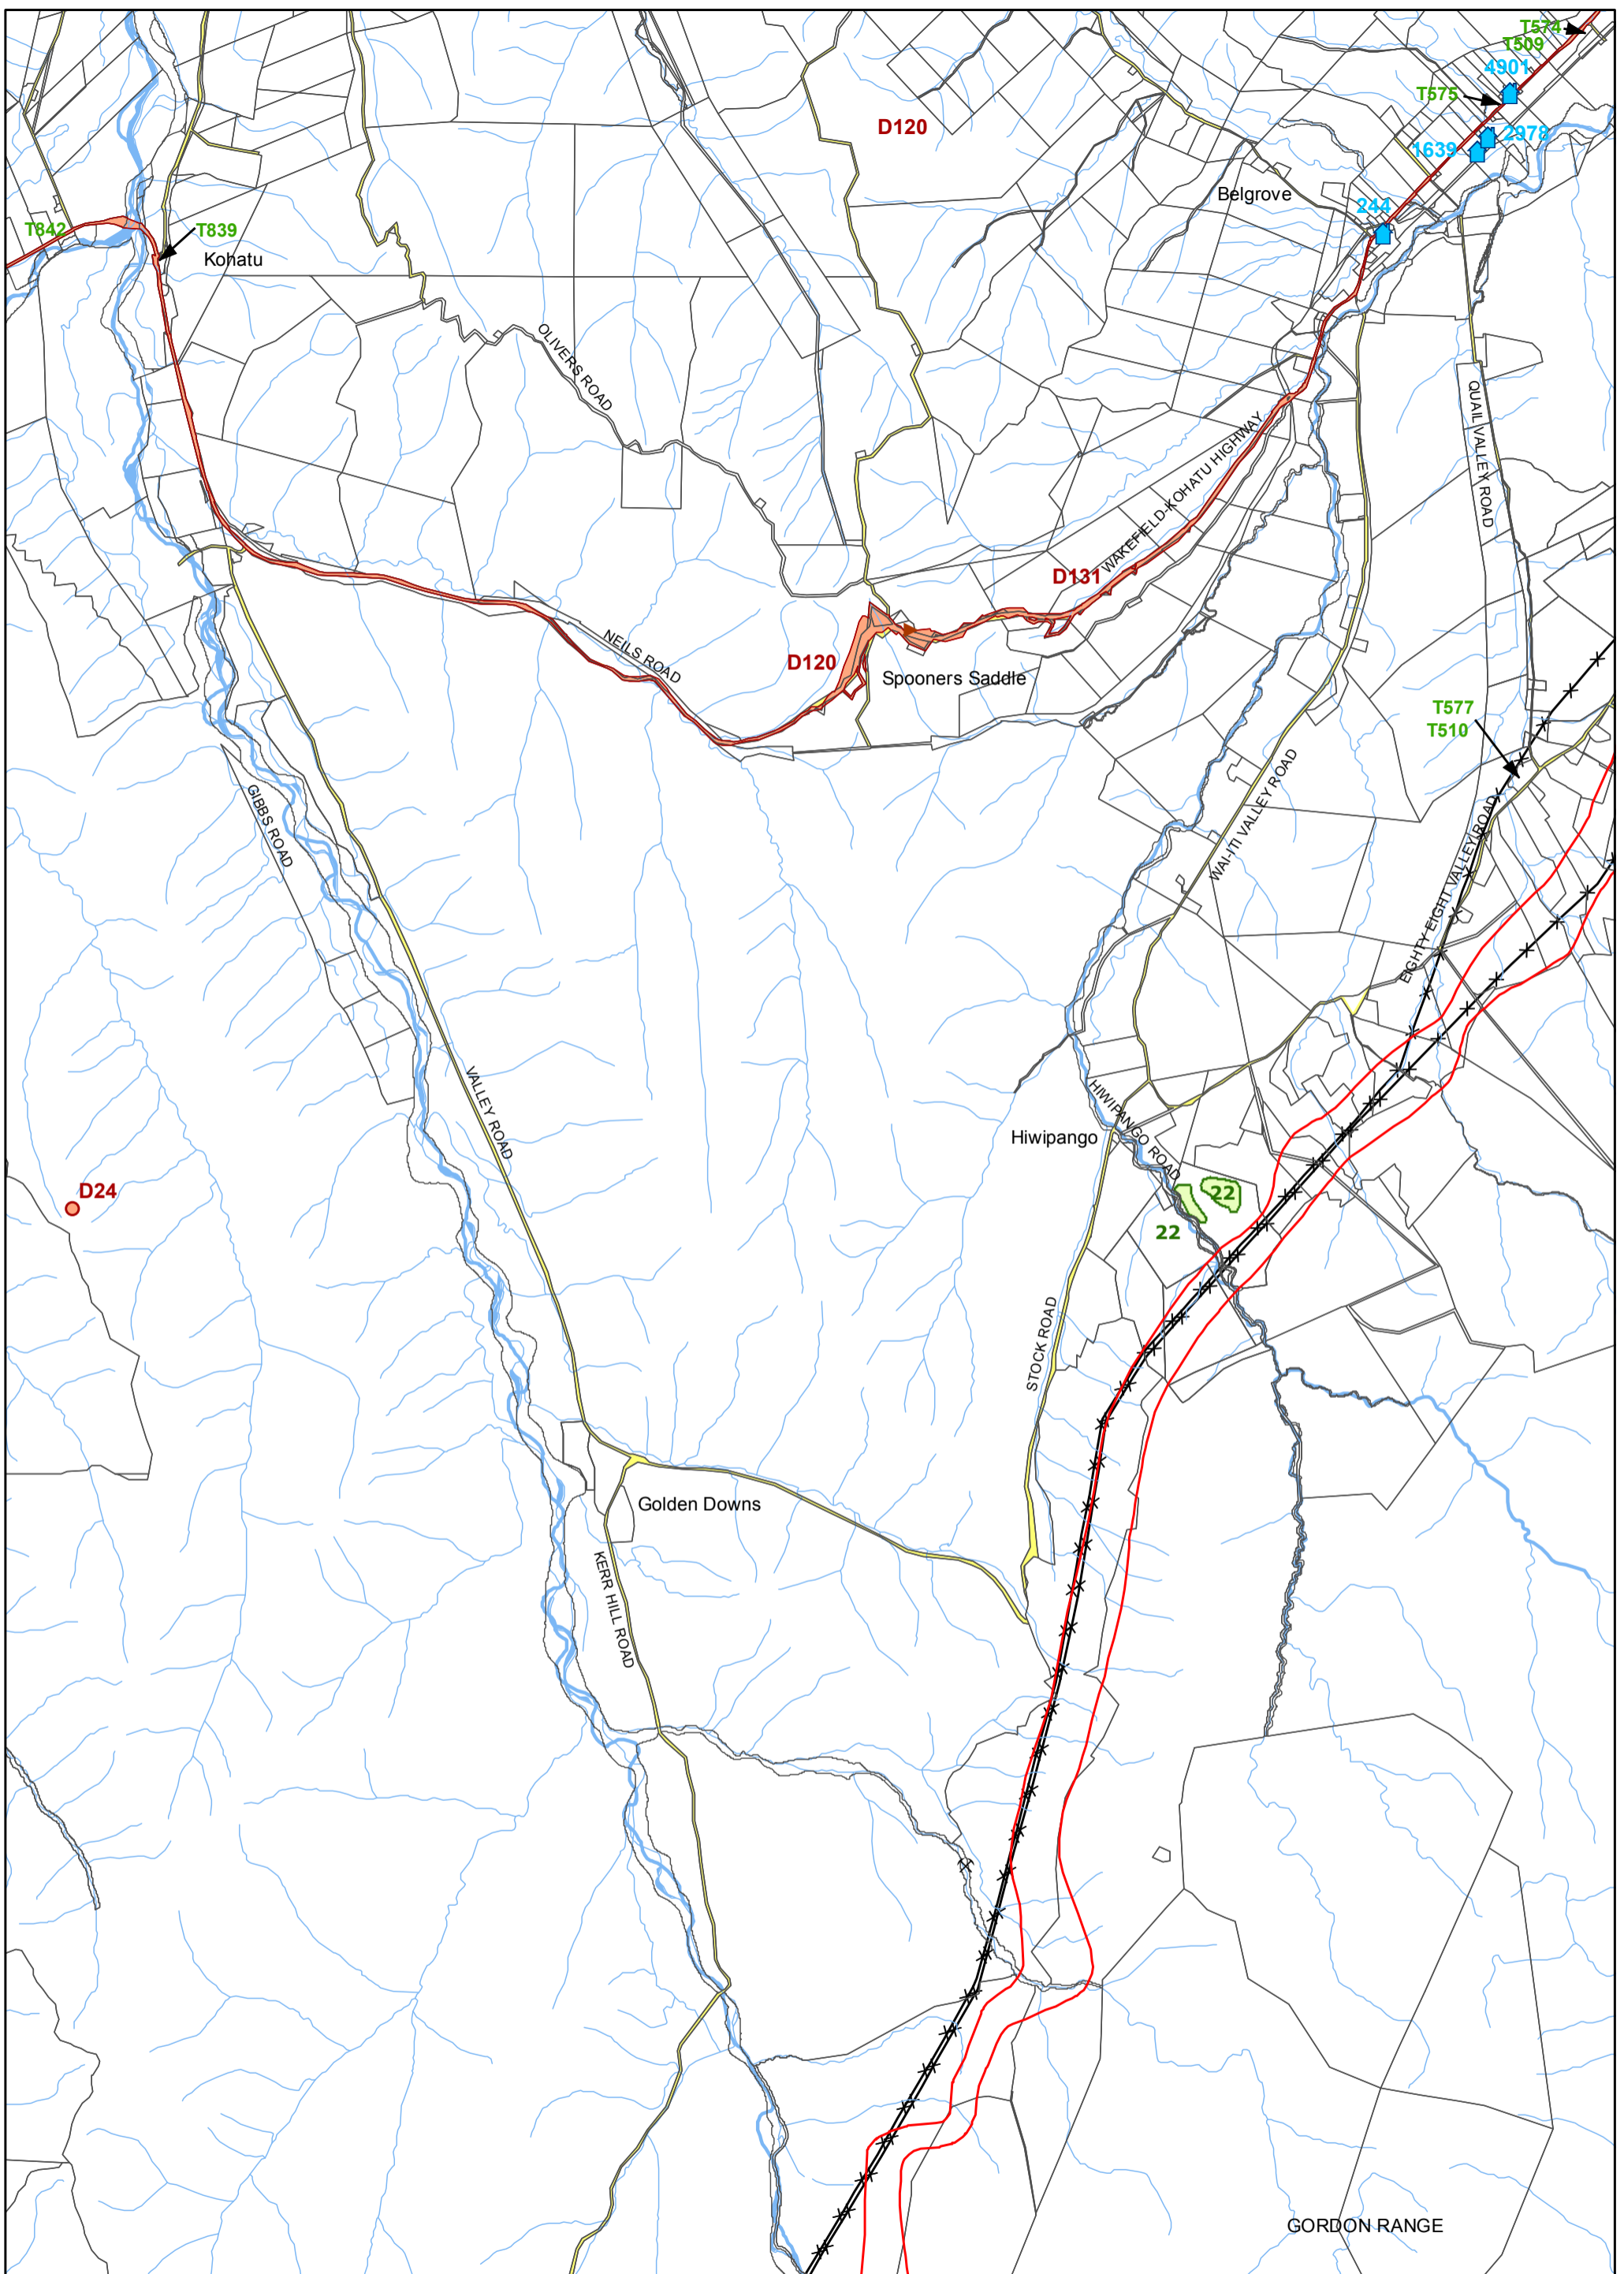 T574
T509
4901
T575
D120
2978
1639
Belgrove
244
T842
T839
Kohatu
OLIVERS ROAD
QUAIL VALLEY ROAD
WAKEFIELD-KOHATU HIGHWAY
D131
NEILS ROAD
D120
Spooners Saddle
T577
T510
GIBBS ROAD
WAI-ITI VALLEY ROAD
EIGHTY EIGHT VALLEY ROAD
VALLEY ROAD
HIWIPANGO ROAD
Hiwipango
D24
22
22
STOCK ROAD
Golden Downs
KERR HILL ROAD
GORDON RANGE